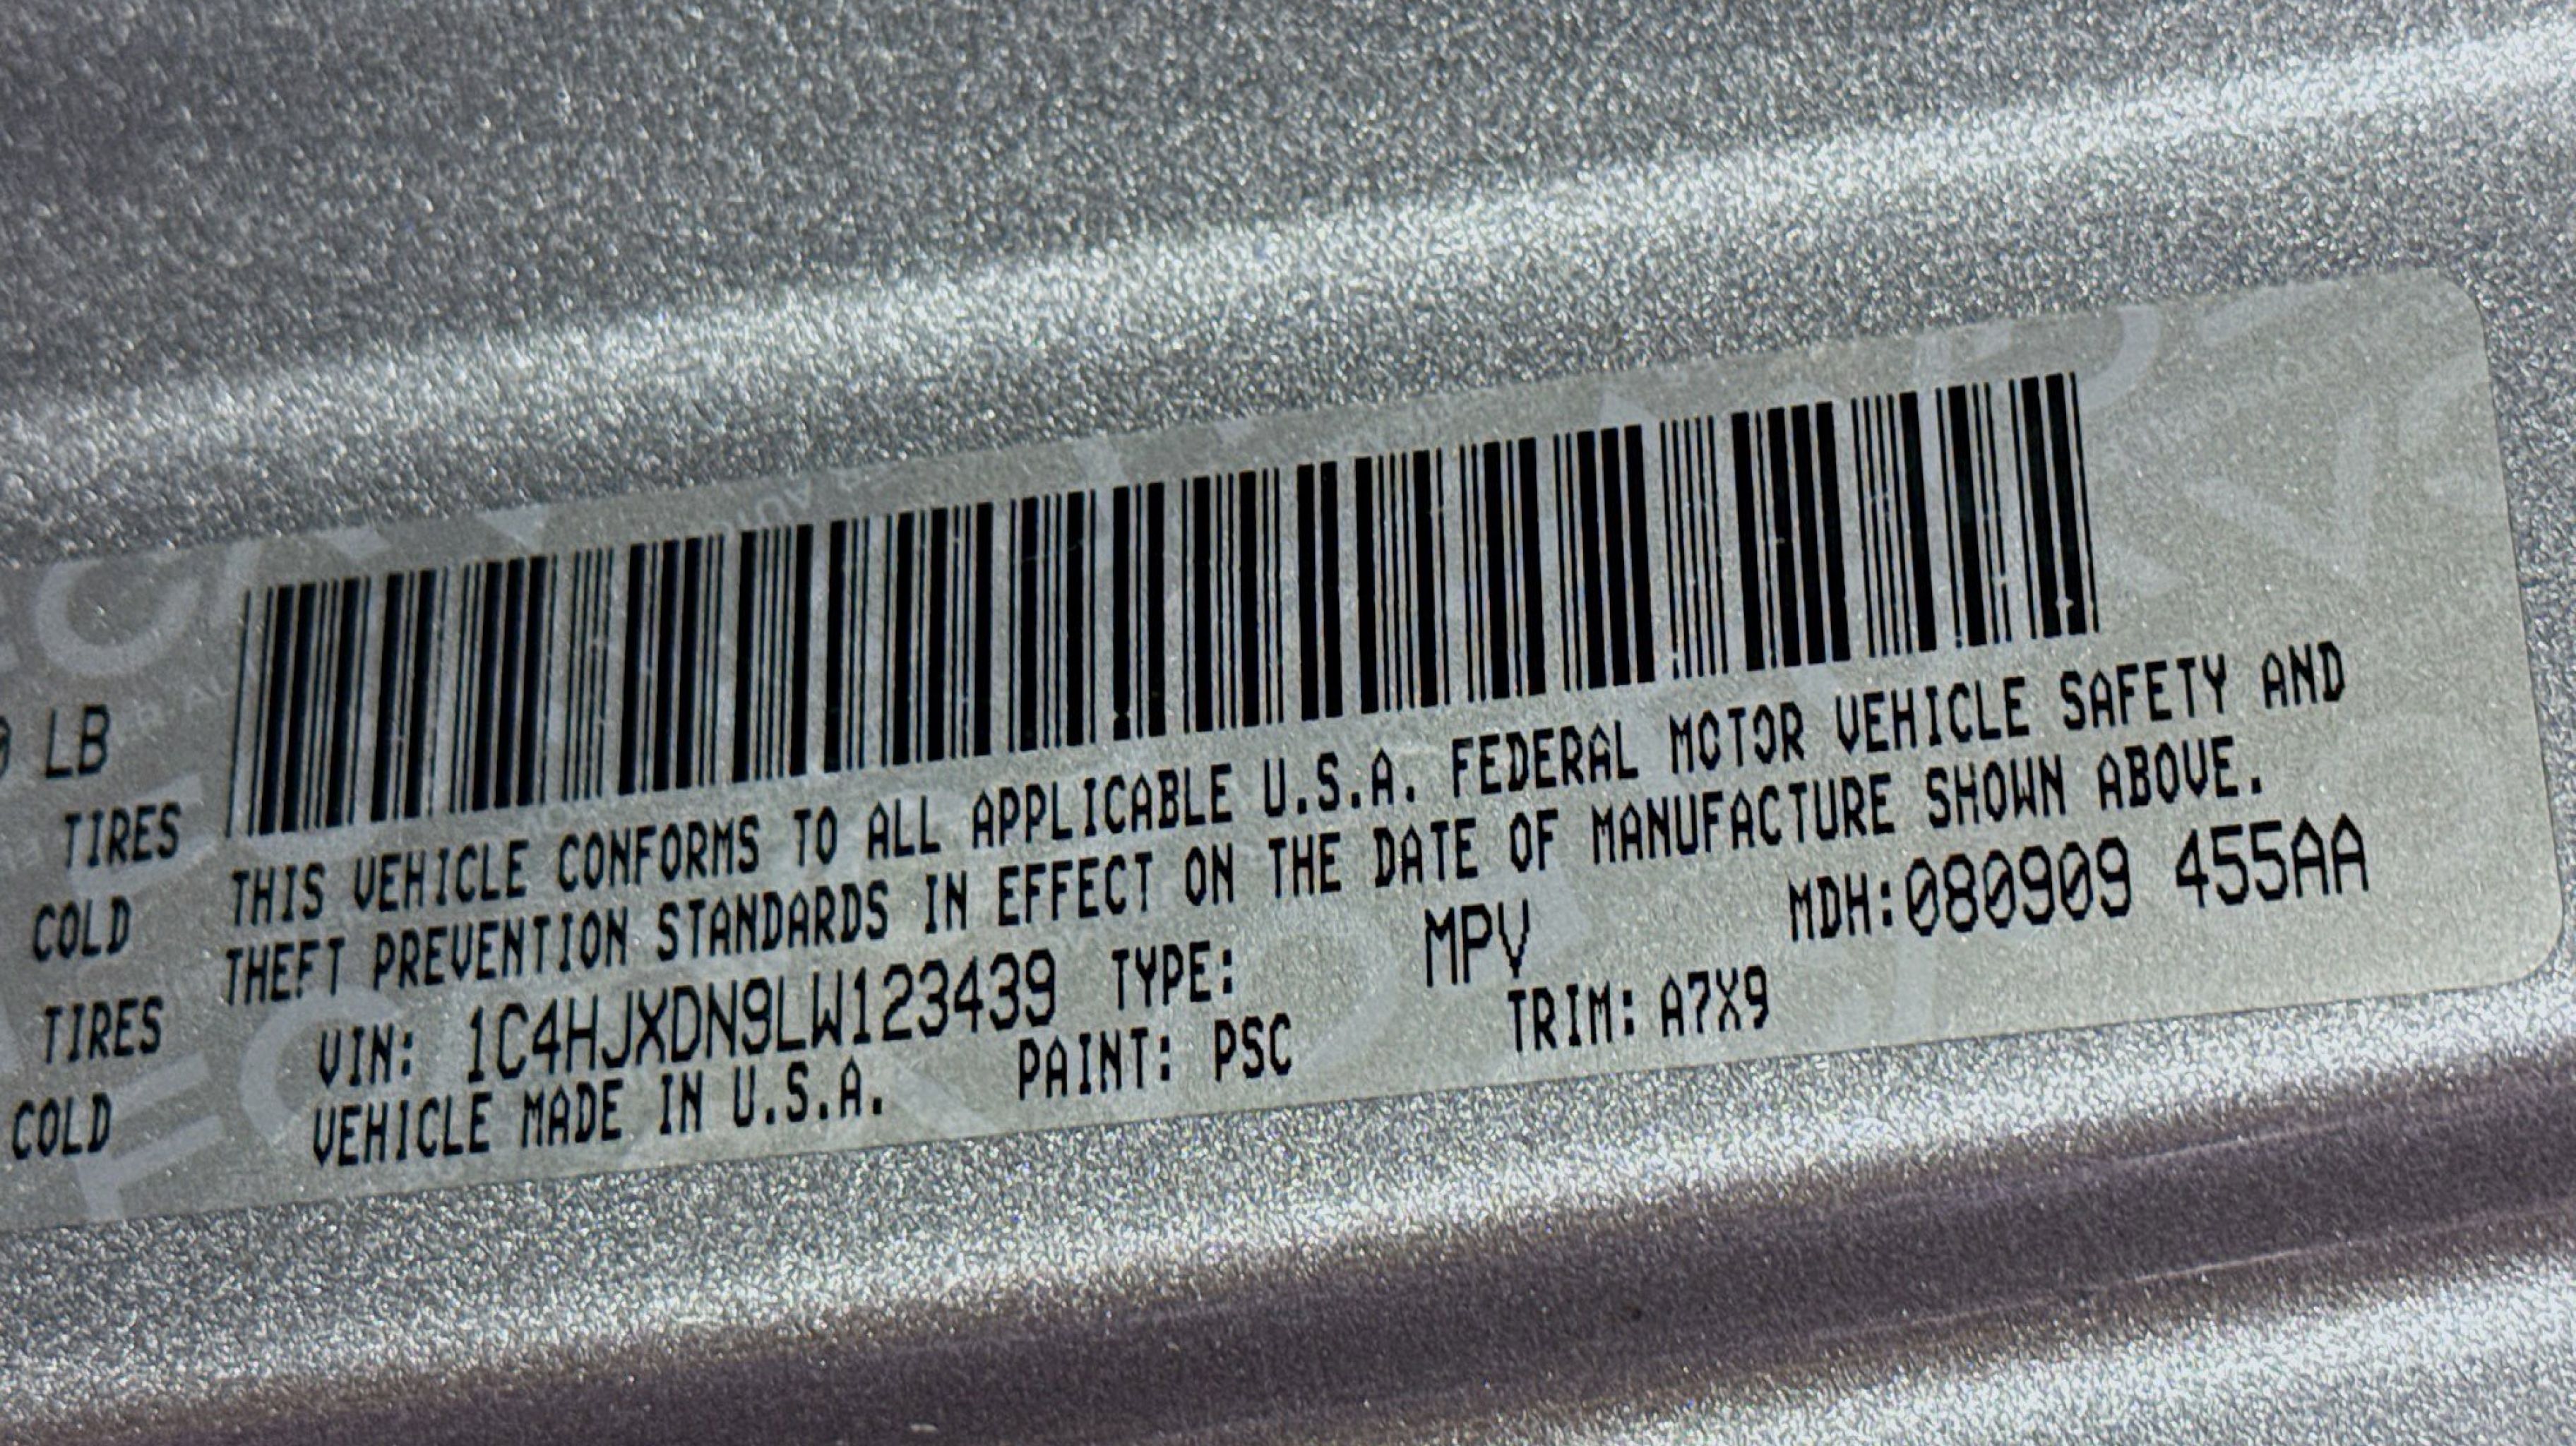 LB
TIRES
COLD
TIRES
COLD
THIS VEHICLE CONFORMS TO ALL APPLICABLE U.S.A. FEDERAL MOTOR VEHICLE SAFETY AND
THEFT PREVENTION STANDARDS IN EFFECT ON THE DATE OF MANUFACTURE SHOWN ABOVE.
VIN: 1C4HJXDN9LW123439 TYPE: MPV MDH:080909 455AA
VEHICLE MADE IN U.S.A. PAINT: PSC TRIM: A7X9